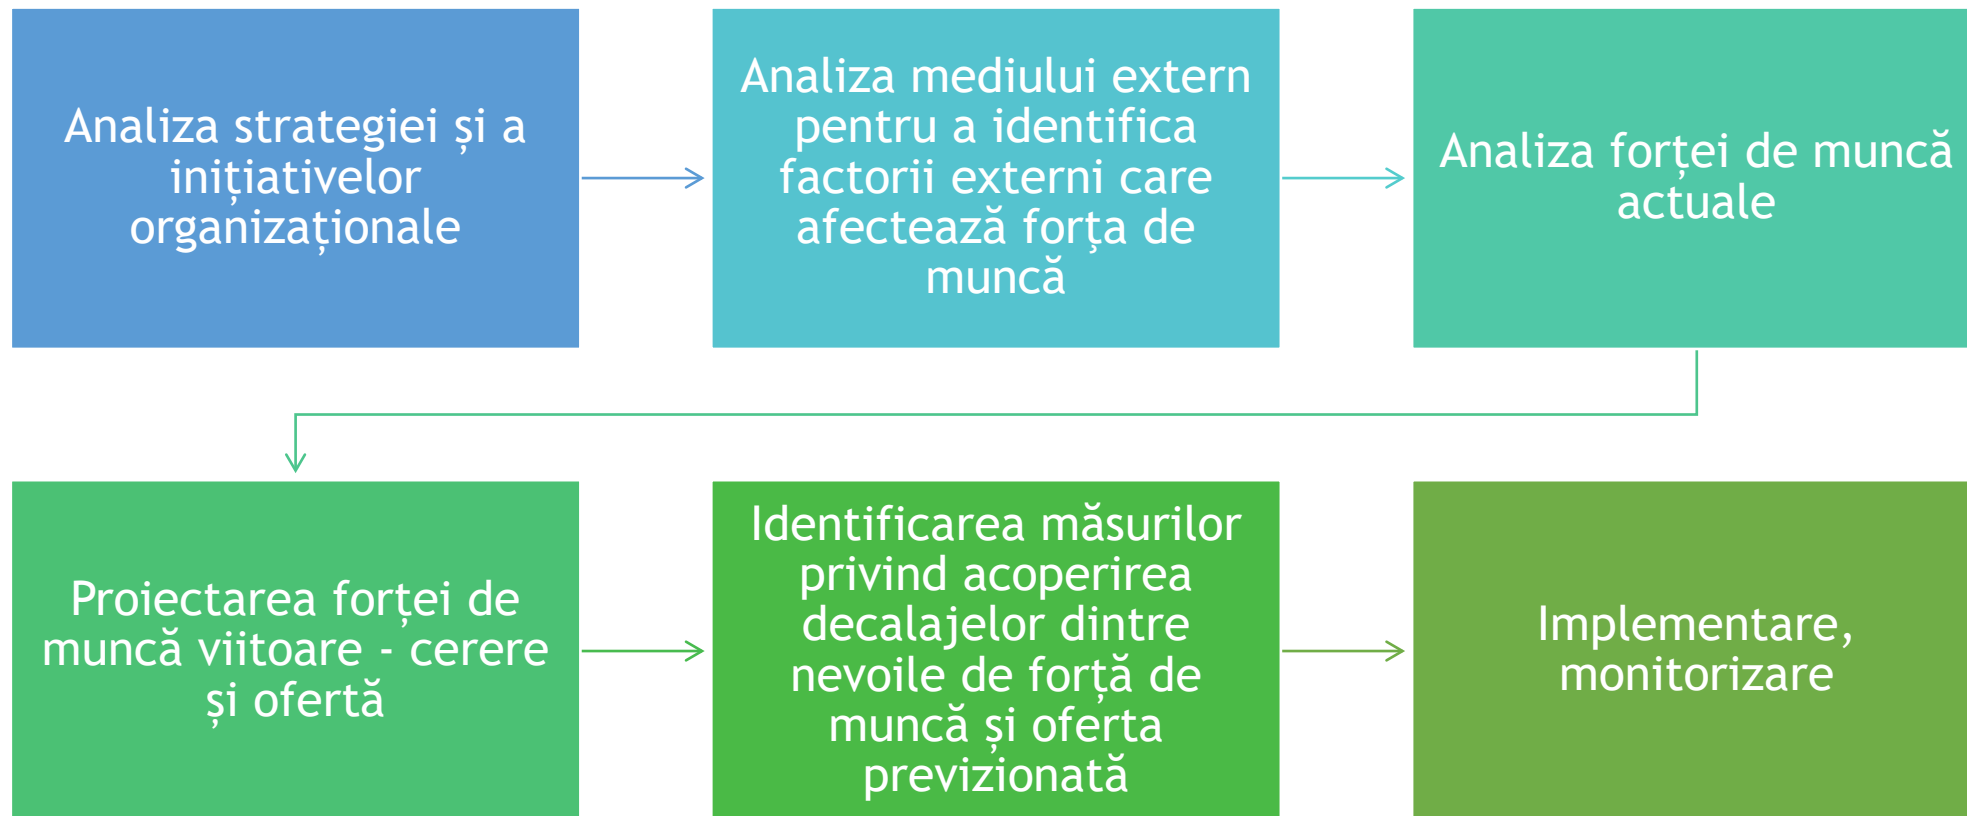 Analiza strategiei și a
inițiativelor
organizaționale
Analiza mediului extern
pentru a identifica
factorii externi care
afectează forța de
muncă
Analiza forței de muncă
actuale
Proiectarea forței de
muncă viitoare - cerere
și ofertă
Identificarea măsurilor
privind acoperirea
decalajelor dintre
nevoile de forță de
muncă și oferta
previzionată
Implementare,
monitorizare